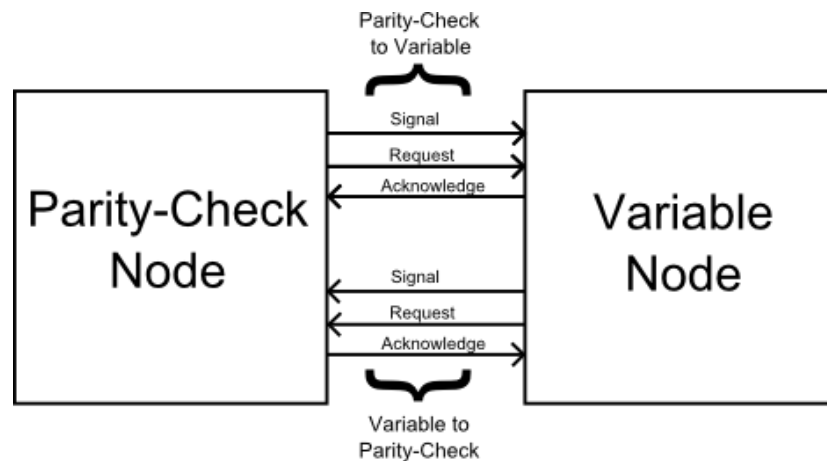 Parity-Check
to Variable
Signal
Request
Acknowledge
Parity-Check
Node
Variable
Node
Signal
Request
Acknowledge
Variable to
Parity-Check